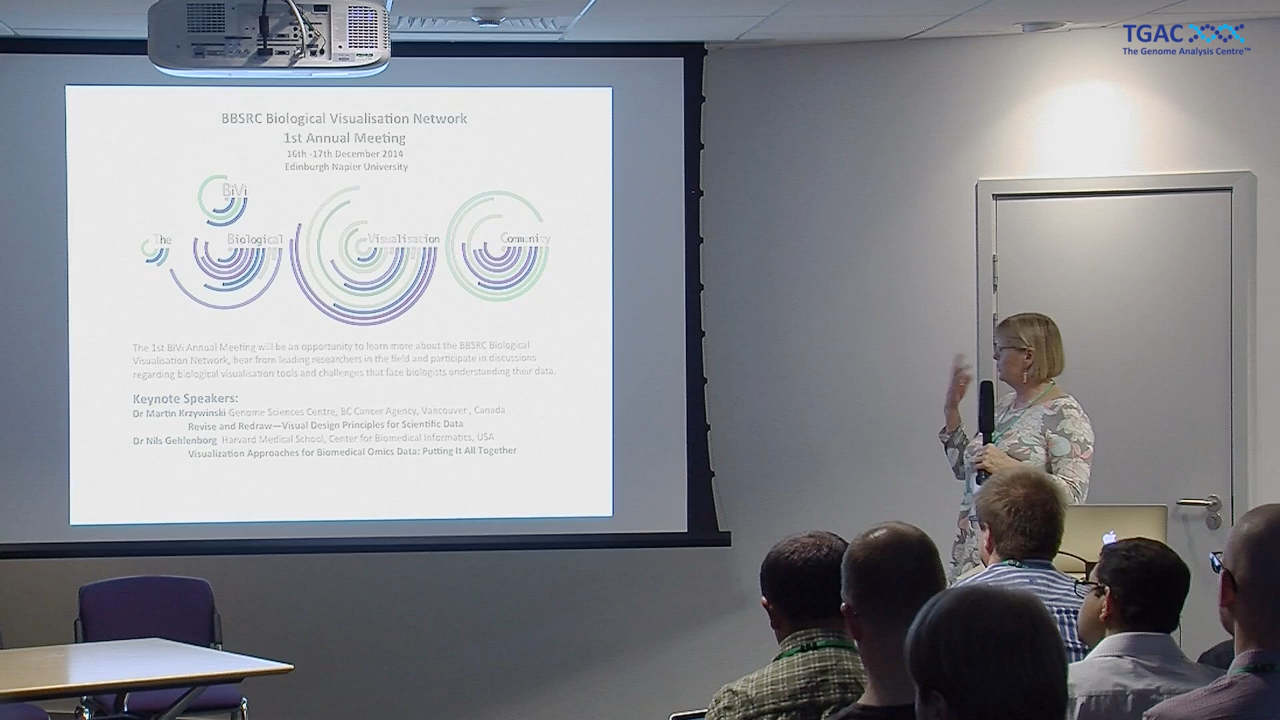 TGAC
The Genome Analysis Centre™
BBSRC Biological Visualisation Network
1st Annual Meeting
16th -17th December 2014
Edinburgh Napier University
BiVi
The Biological Visualisation Comunity
The 1st BiVi Annual Meeting will be an opportunity to learn more about the BBSRC Biological
Visualisation Network, hear from leading researchers in the field and participate in discussions
regarding biological visualisation tools and challenges that face biologists understanding their data.
Keynote Speakers:
Dr Martin Krzywinski Genome Sciences Centre, BC Cancer Agency, Vancouver , Canada
Revise and Redraw—Visual Design Principles for Scientific Data
Dr Nils Gehlenborg Harvard Medical School, Center for Biomedical Informatics, USA
Visualization Approaches for Biomedical Omics Data: Putting It All Together